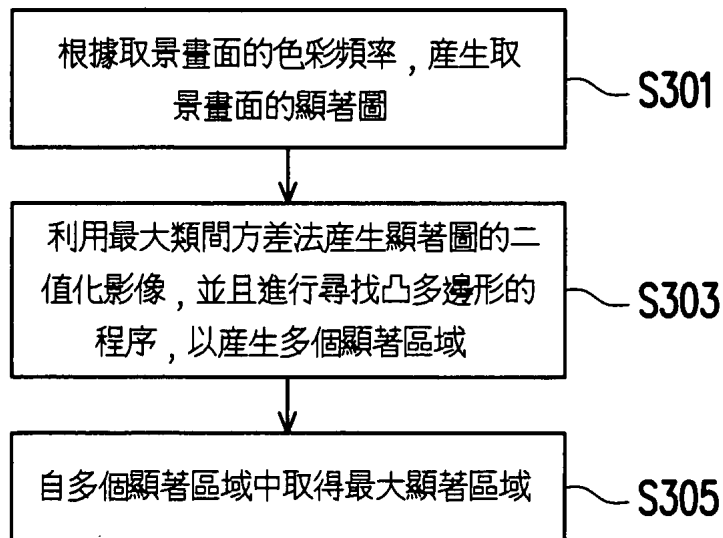 根據取景畫面的色彩頻率，產生取
景畫面的顯著圖
S301
利用最大類間方差法產生顯著圖的二
值化影像，並且進行尋找凸多邊形的
程序，以產生多個顯著區域
S303
自多個顯著區域中取得最大顯著區域
S305